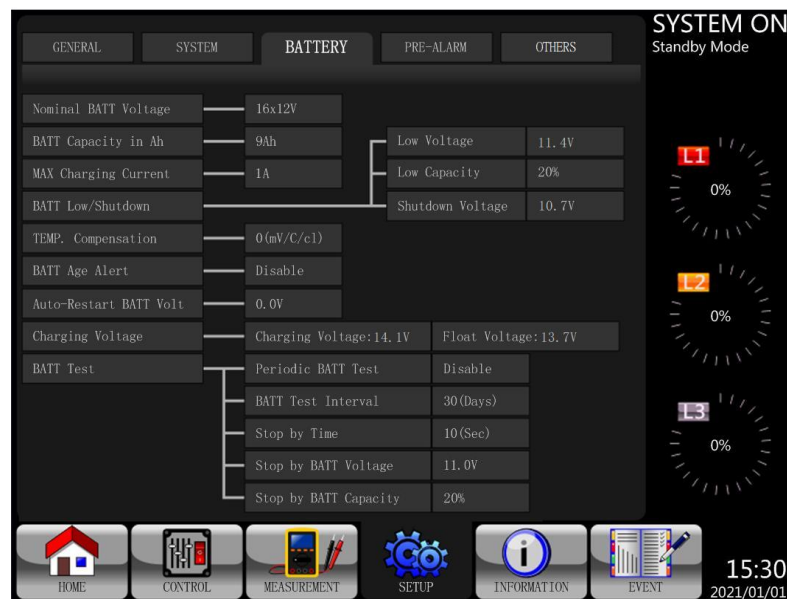 SYSTEM ON
Standby Mode
GENERAL SYSTEM BATTERY PRE-ALARM OTHERS
Nominal BATT Voltage 16x12V
BATT Capacity in Ah 9Ah Low Voltage 11.4V
MAX Charging Current 1A Low Capacity 20%
BATT Low/Shutdown Shutdown Voltage 10.7V
TEMP. Compensation 0(mV/C/cl)
BATT Age Alert Disable
Auto-Restart BATT Volt 0.0V
Charging Voltage Charging Voltage:14.1V Float Voltage:13.7V
BATT Test Periodic BATT Test Disable
BATT Test Interval 30(Days)
Stop by Time 10(Sec)
Stop by BATT Voltage 11.0V
Stop by BATT Capacity 20%
L1
0%
L2
0%
L3
0%
HOME CONTROL MEASUREMENT SETUP INFORMATION EVENT
15:30
2021/01/01